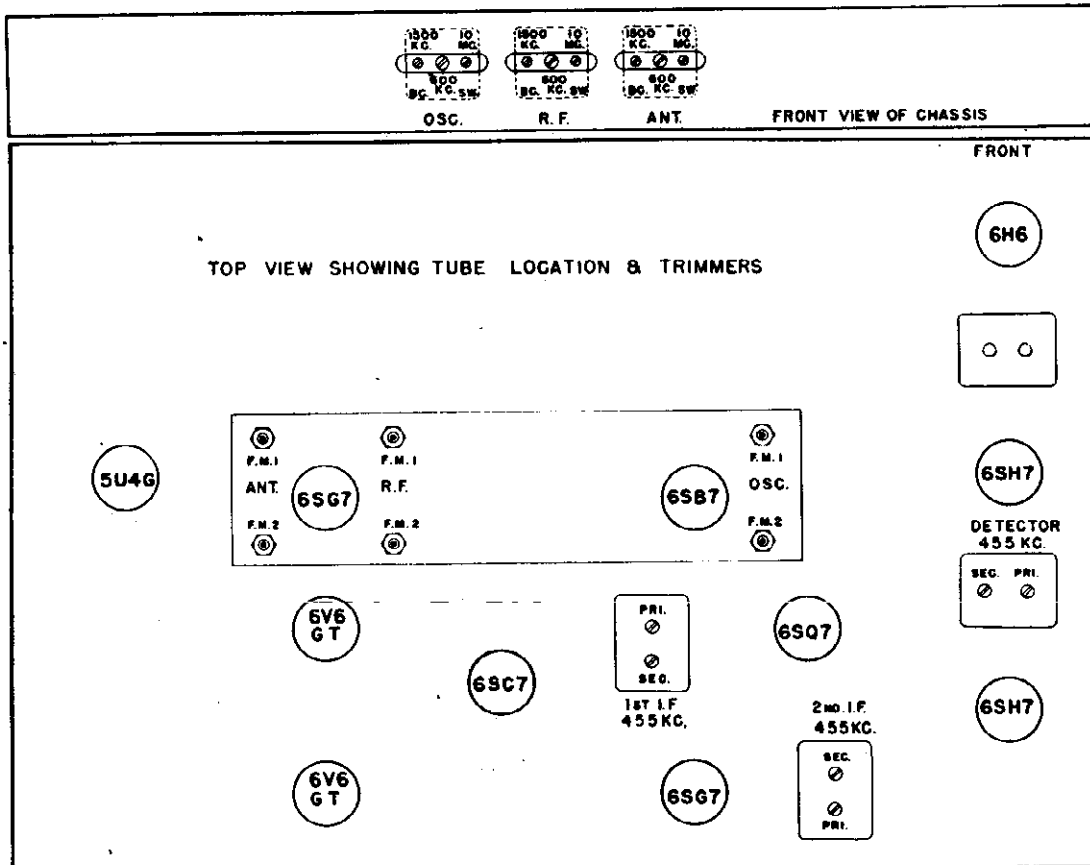 1500 10
KC. MC.
600
BC. KC. SW.
OSC.
1500 10
KC. MC.
600
BC. KC. SW
R. F.
1500 10
KC. MC.
600
BC. KC. SW
ANT.
FRONT VIEW OF CHASSIS
FRONT
6H6
TOP VIEW SHOWING TUBE LOCATION & TRIMMERS
5U4G
F.M.1
ANT.
F.M.2
6SG7
F.M.1
R.F.
F.M.2
6SB7
F.M.1
OSC.
F.M.2
6SH7
DETECTOR
455 KC.
SEC. PRI.
6V6
GT
6SC7
PRI.
SEC.
1ST I.F
455KC.
6SQ7
2ND. I.F.
455KC.
SEC.
PRI.
6SH7
6V6
GT
6SG7